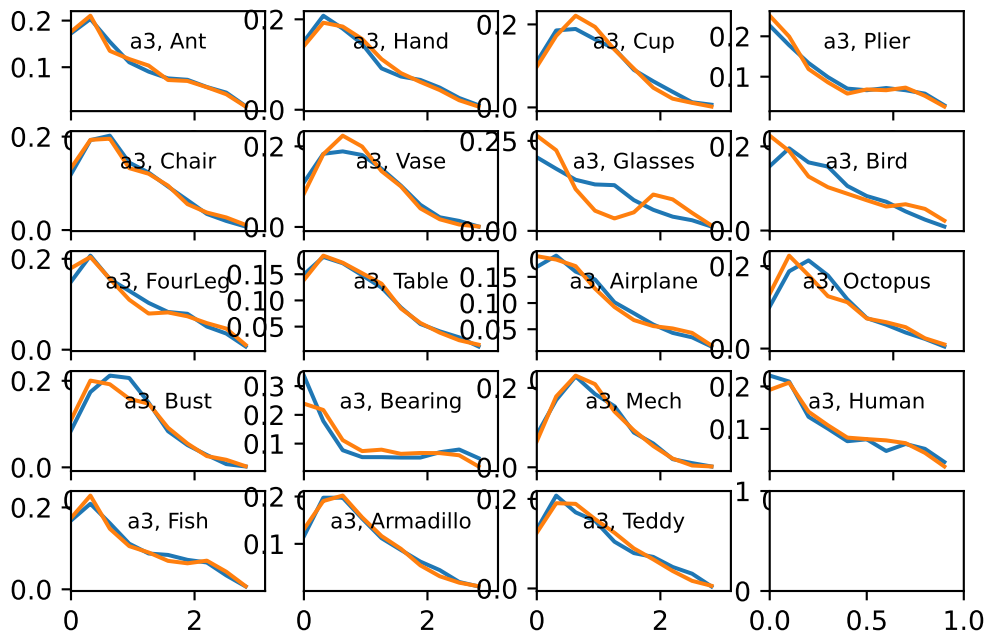 0.2 0.2 0.2 0.2
a3, Ant a3, Hand a3, Cup a3, Plier
0.1 0.1
0.0 0.0
0.2 0.2 0.25 0.2
a3, Chair a3, Vase a3, Glasses a3, Bird
0.0 0.0 0.00 0.0
0.2 0.15 0.15 0.2
a3, FourLeg a3, Table a3, Airplane a3, Octopus
0.10 0.10
0.05 0.05
0.0 0.0
0.2 0.3 0.2 0.2
a3, Bust a3, Bearing a3, Mech a3, Human
0.2
0.1 0.1
0.0 0.0
0.2 0.2 0.2 1
a3, Fish a3, Armadillo a3, Teddy
0.1
0.0 0.0 0
0 2 0 2 0 2 0.0 0.5 1.0